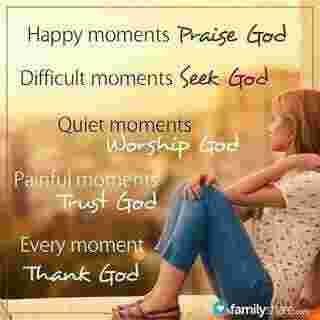 Happy moments Praise God
Difficult moments Seek God
Quiet moments
Worship God
Painful moments
Trust God
Every moment
Thank God
familyshare.com